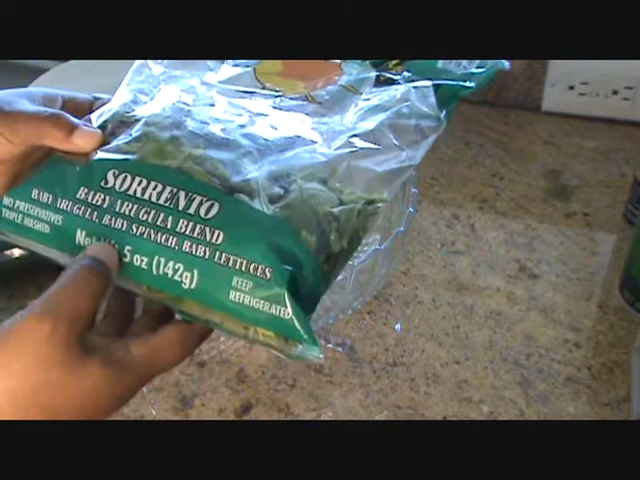 SORRENTO
BABY ARUGULA BLEND
BABY ARUGULA, BABY SPINACH, BABY LETTUCES
NO PRESERVATIVES
TRIPLE WASHED
Net 5 oz (142g)
KEEP
REFRIGERATED